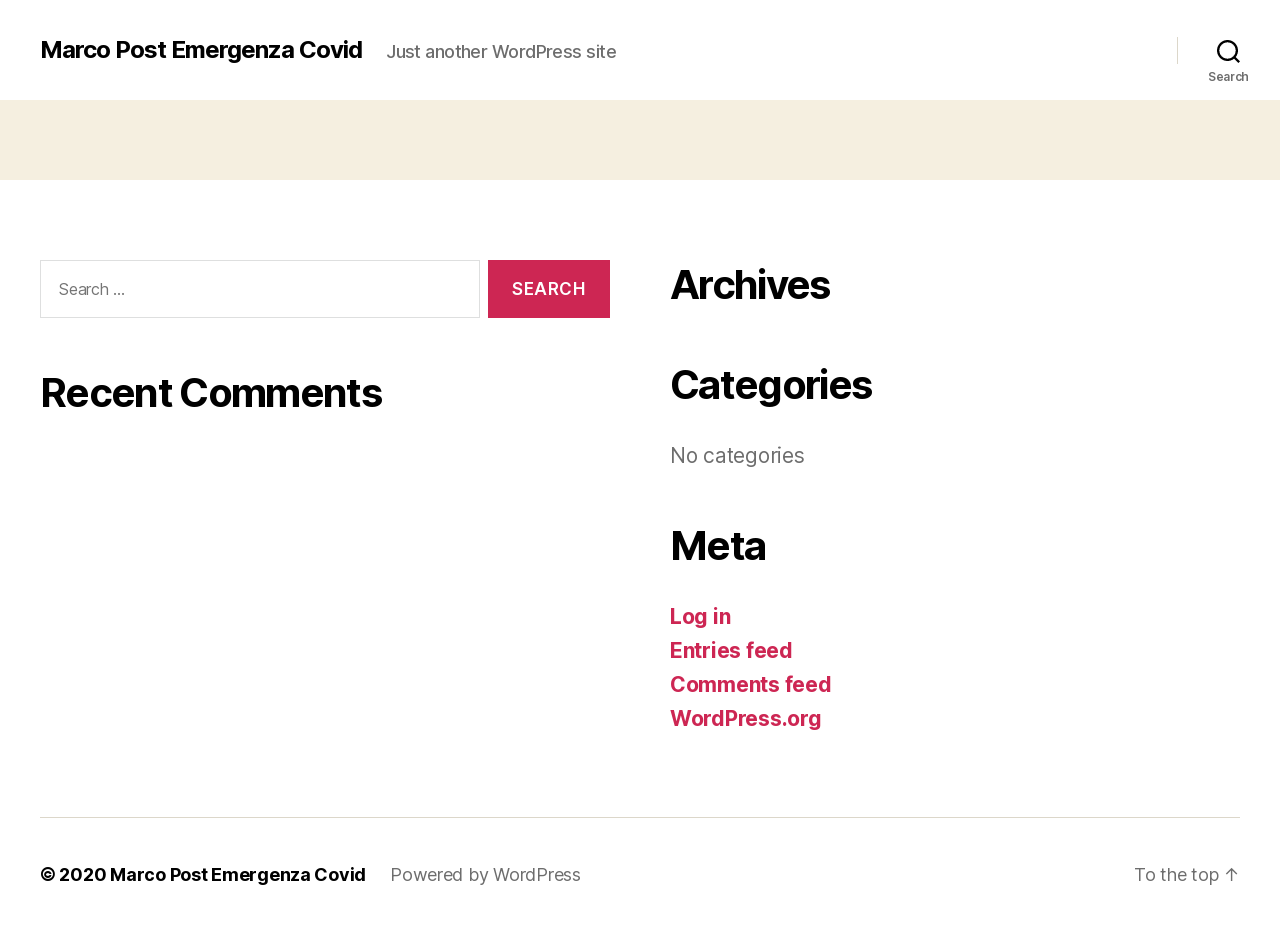 Marco Post Emergenza Covid
Just another WordPress site
Search
Search …
SEARCH
Recent Comments
Archives
Categories
No categories
Meta
Log in
Entries feed
Comments feed
WordPress.org
© 2020 Marco Post Emergenza Covid
Powered by WordPress
To the top ↑